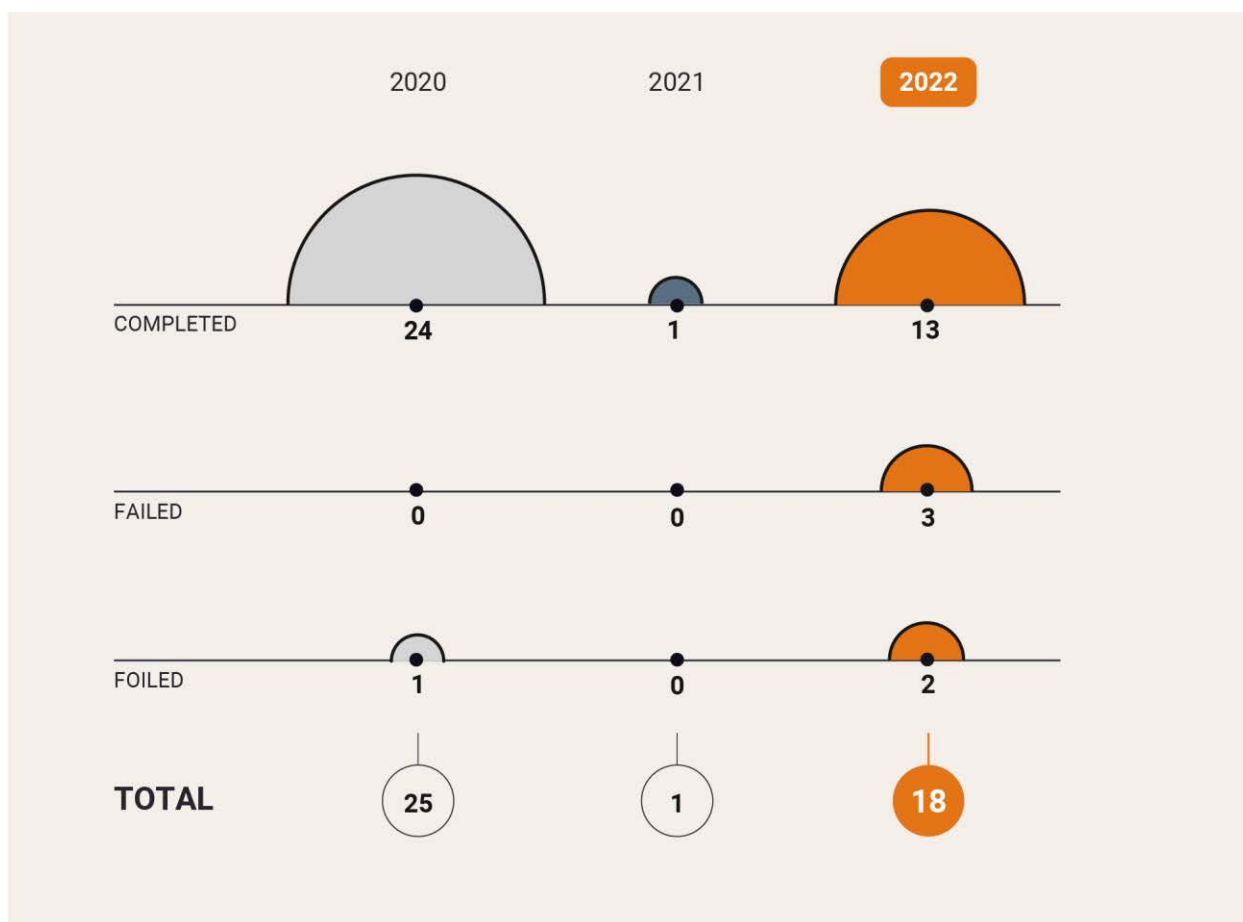 2020 2021 2022
COMPLETED
24 1 13
FAILED
0 0 3
FOILED
1 0 2
TOTAL 25 1 18